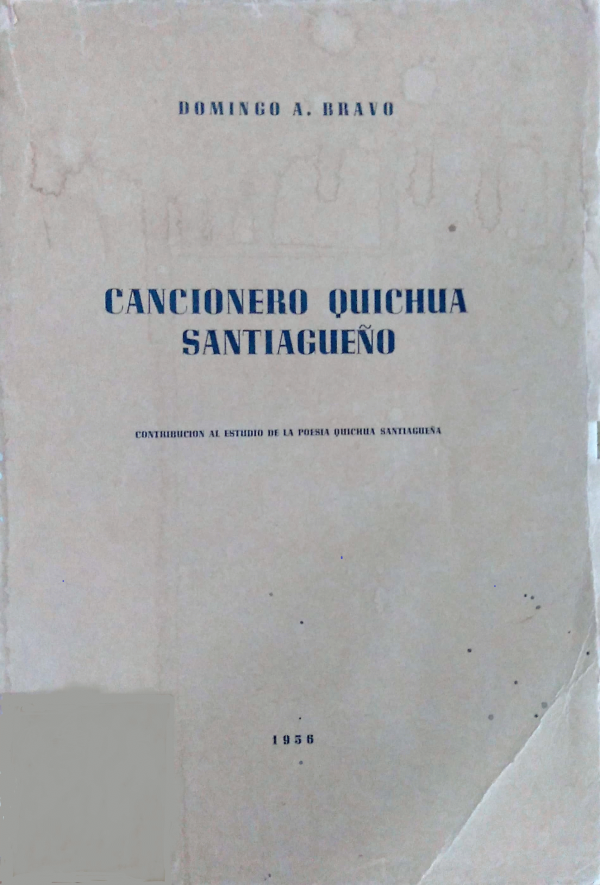 DOMINGO A. BRAVO
CANCIONERO QUICHUA
SANTIAGUEÑO
CONTRIBUCION AL ESTUDIO DE LA POESIA QUICHUA SANTIAGUEÑA
1956